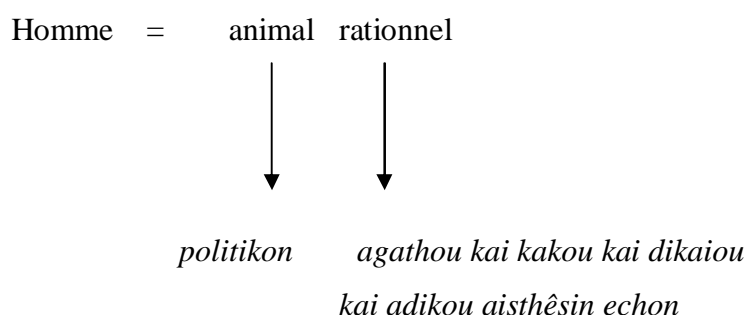 Homme = animal rationnel
politikon agathou kai kakou kai dikaiou
kai adikou aisthêsin echon